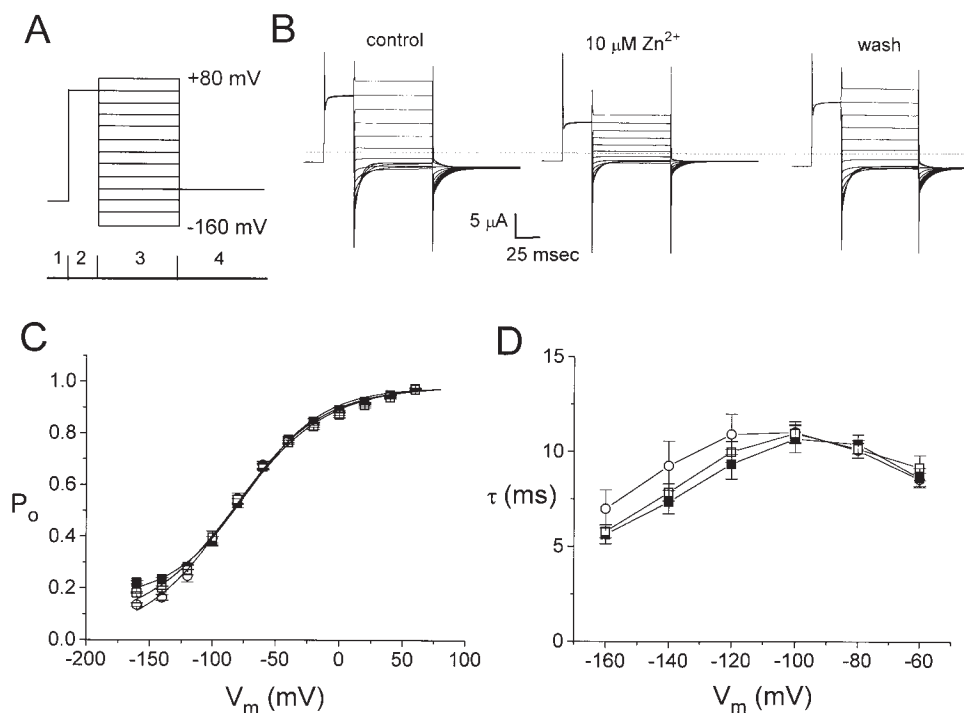 A
+80 mV
-160 mV
1 2 3 4
B
control
10 μM Zn²⁺
wash
5 μA
25 msec
C
1.0
0.8
0.6
0.4
0.2
0.0
Pₒ
-200 -150 -100 -50 0 50 100
Vₘ (mV)
D
15
10
5
0
τ (ms)
-160 -140 -120 -100 -80 -60
Vₘ (mV)